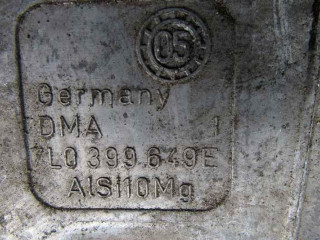 05
Germany
DMA 1
7L0 399 649E
AlSi10Mg